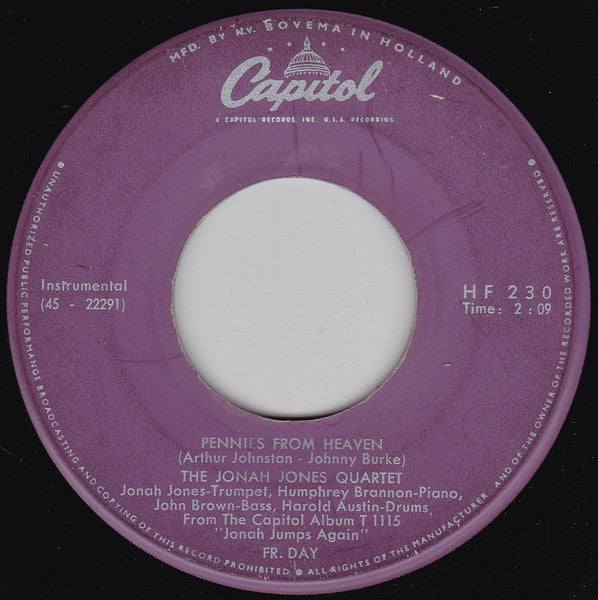 MFD. BY N.V. BOVEMA IN HOLLAND
Capitol
A CAPITOL RECORDS, INC. U.S.A. RECORDING
Instrumental
(45 - 22291)
HF 230
Time: 2:09
PENNIES FROM HEAVEN
(Arthur Johnston - Johnny Burke)
THE JONAH JONES QUARTET
Jonah Jones-Trumpet, Humphrey Brannon-Piano,
John Brown-Bass, Harold Austin-Drums
From The Capitol Album T 1115
"Jonah Jumps Again"
FR. DAY
• UNAUTHORIZED PUBLIC PERFORMANCE BROADCASTING AND COPYING OF THIS RECORD PROHIBITED • ALL RIGHTS OF THE MANUFACTURER AND OF THE OWNER OF THE RECORDED WORK ARE RESERVED •